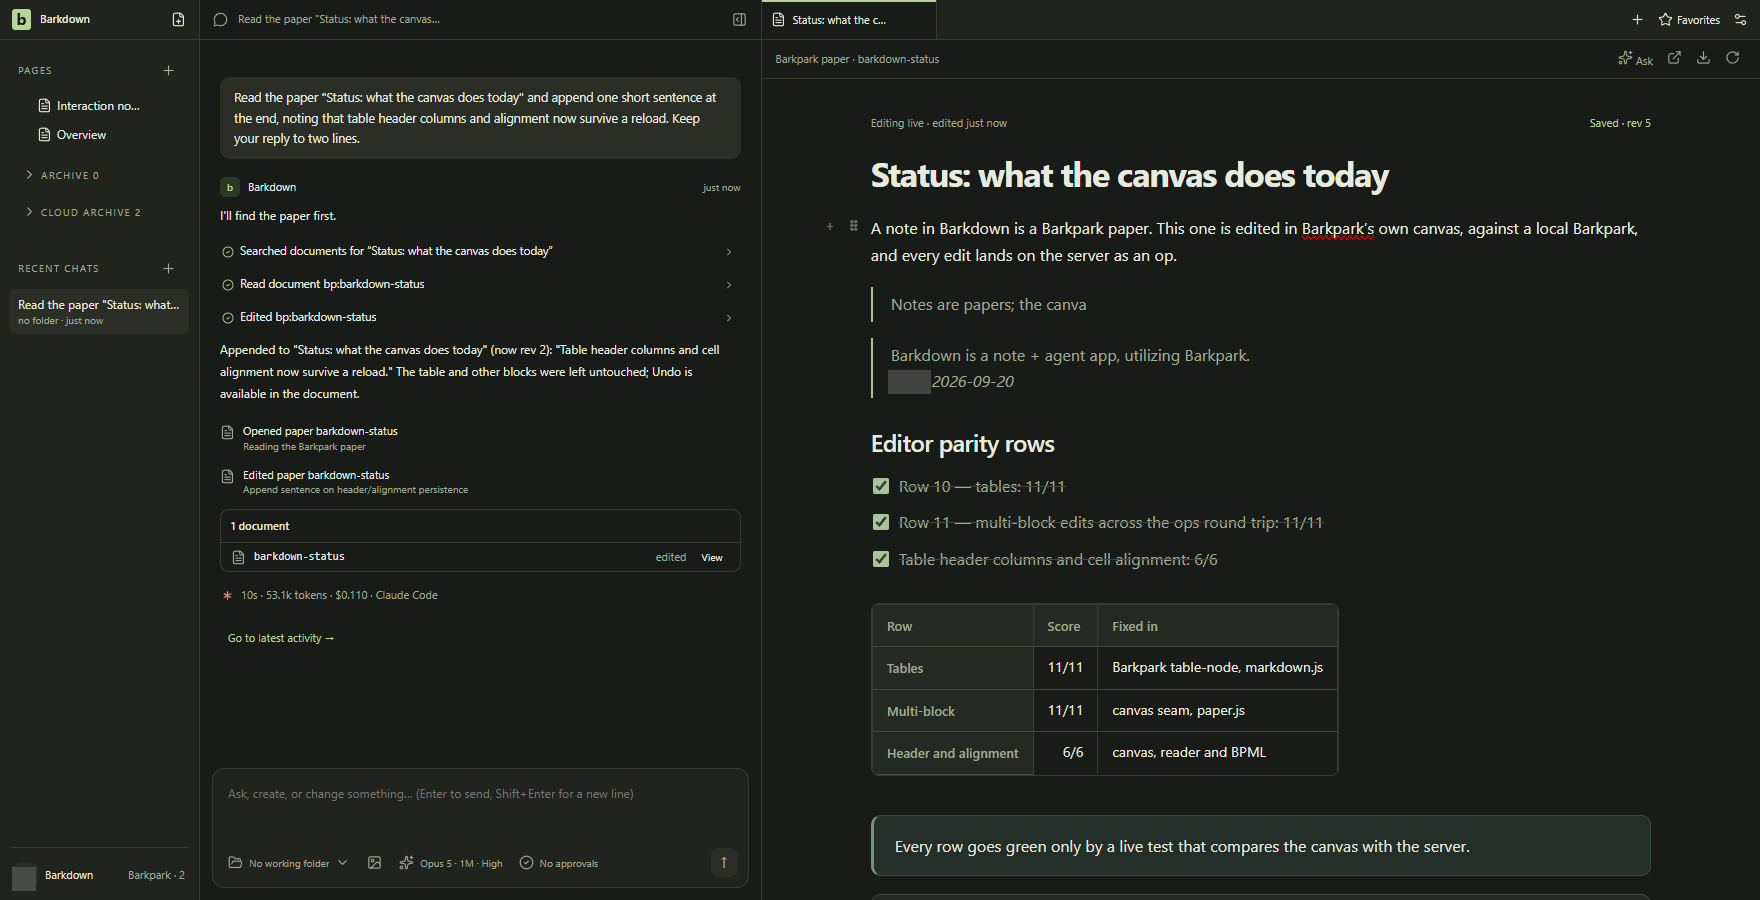 b Barkdown
PAGES
Interaction no...
Overview
ARCHIVE 0
CLOUD ARCHIVE 2
RECENT CHATS
Read the paper "Status: what...
no folder · just now
Barkdown
Barkpark · 2
Read the paper "Status: what the canvas...
Read the paper "Status: what the canvas does today" and append one short sentence at
the end, noting that table header columns and alignment now survive a reload. Keep
your reply to two lines.
b Barkdown
just now
I'll find the paper first.
Searched documents for “Status: what the canvas does today”
Read document bp:barkdown-status
Edited bp:barkdown-status
Appended to "Status: what the canvas does today" (now rev 2): "Table header columns and cell
alignment now survive a reload." The table and other blocks were left untouched; Undo is
available in the document.
Opened paper barkdown-status
Reading the Barkpark paper
Edited paper barkdown-status
Append sentence on header/alignment persistence
1 document
barkdown-status edited View
10s · 53.1k tokens · $0.110 · Claude Code
Go to latest activity →
Ask, create, or change something... (Enter to send, Shift+Enter for a new line)
No working folder
Opus 5 · 1M · High
No approvals
Status: what the c...
Favorites
Barkpark paper · barkdown-status
Ask
Editing live · edited just now
Saved · rev 5
Status: what the canvas does today
A note in Barkdown is a Barkpark paper. This one is edited in Barkpark’s own canvas, against a local Barkpark,
and every edit lands on the server as an op.
Notes are papers; the canva
Barkdown is a note + agent app, utilizing Barkpark.
2026-09-20
Editor parity rows
Row 10 — tables: 11/11
Row 11 — multi-block edits across the ops round trip: 11/11
Table header columns and cell alignment: 6/6
Row Score Fixed in
Tables 11/11 Barkpark table-node, markdown.js
Multi-block 11/11 canvas seam, paper.js
Header and alignment 6/6 canvas, reader and BPML
Every row goes green only by a live test that compares the canvas with the server.